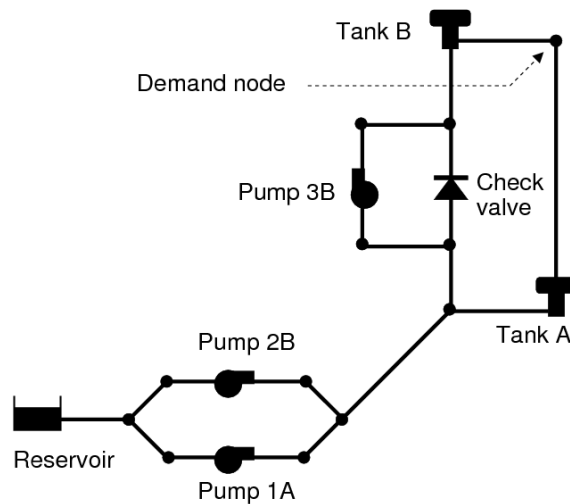 Tank B
Demand node
Pump 3B
Check
valve
Tank A
Pump 2B
Reservoir
Pump 1A